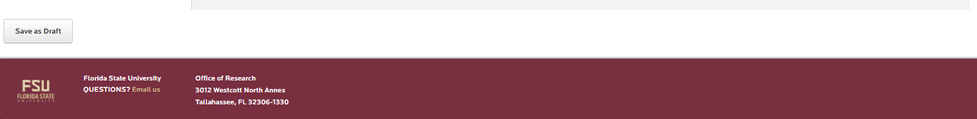 Save as Draft
FSU
FLORIDA STATE
UNIVERSITY
Florida State University
QUESTIONS? Email us
Office of Research
3012 Westcott North Annex
Tallahassee, FL 32306-1330